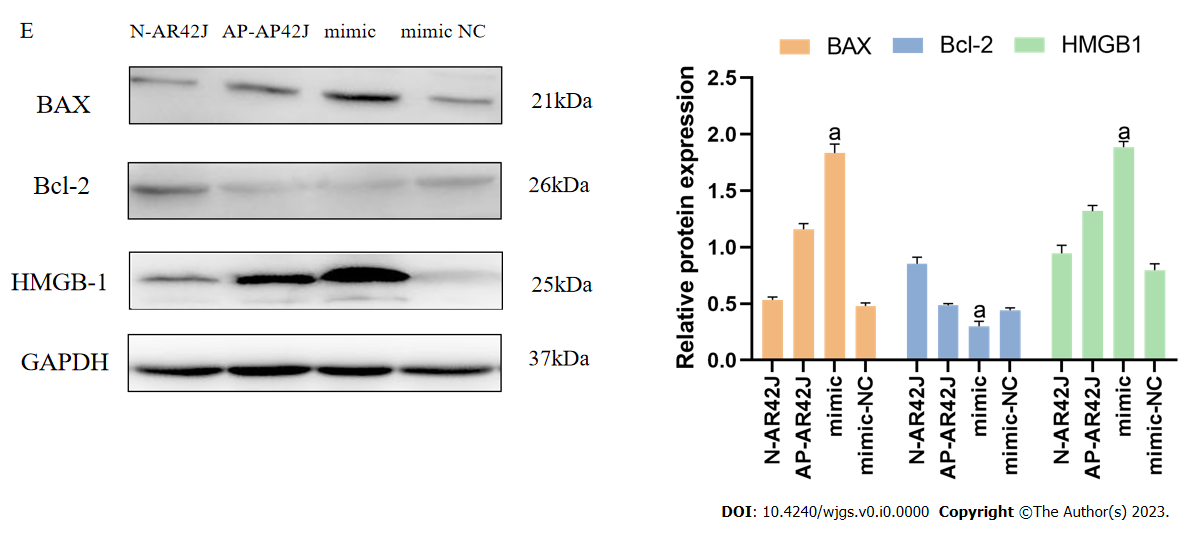 E
N-AR42J AP-AP42J mimic mimic NC
BAX
21kDa
Bcl-2
26kDa
HMGB-1
25kDa
GAPDH
37kDa
BAX Bcl-2 HMGB1
Relative protein expression
2.5
2.0
1.5
1.0
0.5
0.0
a
a
a
N-AR42J
AP-AR42J
mimic
mimic-NC
N-AR42J
AP-AR42J
mimic
mimic-NC
N-AR42J
AP-AR42J
mimic
mimic-NC
DOI: 10.4240/wjgs.v0.i0.0000 Copyright ©The Author(s) 2023.